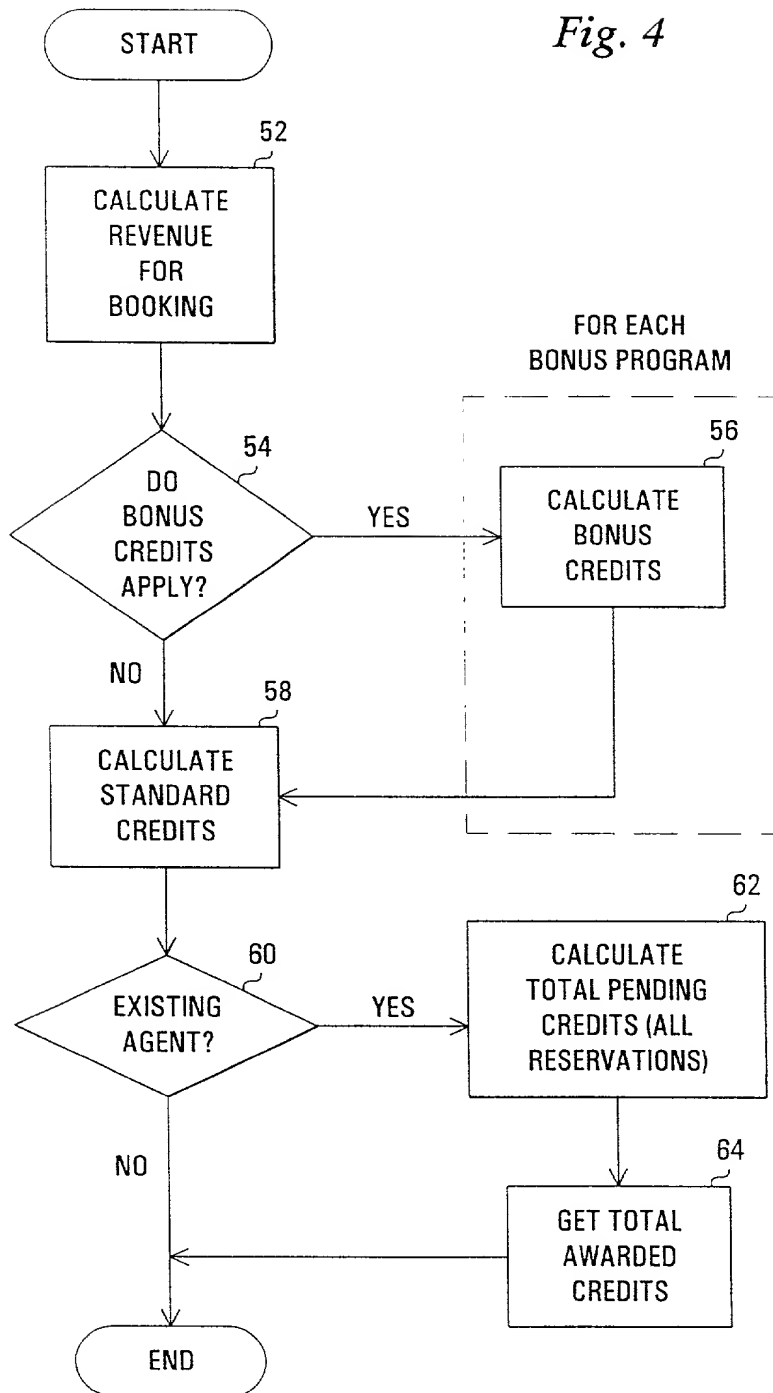 Fig. 4
START
52
CALCULATE
REVENUE
FOR
BOOKING
FOR EACH
BONUS PROGRAM
54
DO
BONUS
CREDITS
APPLY?
YES
56
CALCULATE
BONUS
CREDITS
NO
58
CALCULATE
STANDARD
CREDITS
60
EXISTING
AGENT?
YES
62
CALCULATE
TOTAL PENDING
CREDITS (ALL
RESERVATIONS)
NO
64
GET TOTAL
AWARDED
CREDITS
END